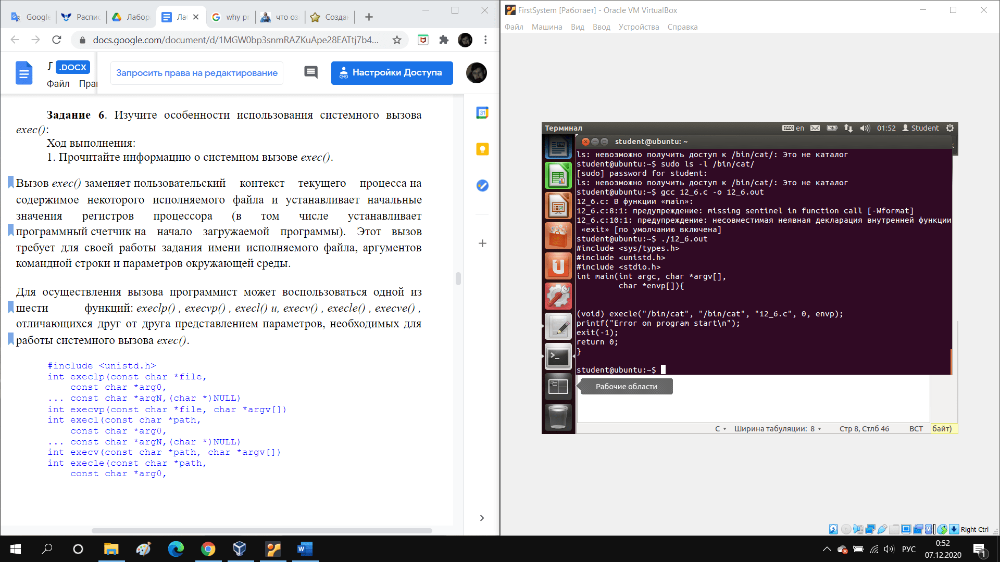 Google
Распис
Лабор
Ла
why pr
что оз
Созда
docs.google.com/document/d/1MGW0bp3snmRAZKuApe28EATtj7b4...
Л .DOCX
Файл Прав
Запросить права на редактирование
Настройки Доступа
Задание 6. Изучите особенности использования системного вызова
exec():
Ход выполнения:
1. Прочитайте информацию о системном вызове exec().
Вызов exec() заменяет пользовательский контекст текущего процесса на
содержимое некоторого исполняемого файла и устанавливает начальные
значения регистров процессора (в том числе устанавливает
программный счетчик на начало загружаемой программы). Этот вызов
требует для своей работы задания имени исполняемого файла, аргументов
командной строки и параметров окружающей среды.
Для осуществления вызова программист может воспользоваться одной из
шести функций: execlp() , execvp() , execl() и, execv() , execle() , execve() ,
отличающихся друг от друга представлением параметров, необходимых для
работы системного вызова exec().
#include <unistd.h>
int execlp(const char *file,
const char *arg0,
... const char *argN,(char *)NULL)
int execvp(const char *file, char *argv[])
int execl(const char *path,
const char *arg0,
... const char *argN,(char *)NULL)
int execv(const char *path, char *argv[])
int execle(const char *path,
const char *arg0,
31
FirstSystem [Работает] - Oracle VM VirtualBox
Файл Машина Вид Ввод Устройства Справка
Терминал
en 01:52 Student
student@ubuntu: ~
ls: невозможно получить доступ к /bin/cat/: Это не каталог
student@ubuntu:~$ sudo ls -l /bin/cat/
[sudo] password for student:
ls: невозможно получить доступ к /bin/cat/: Это не каталог
student@ubuntu:~$ gcc 12_6.c -o 12_6.out
12_6.c: В функции «main»:
12_6.c:8:1: предупреждение: missing sentinel in function call [-Wformat]
12_6.c:10:1: предупреждение: несовместимая неявная декларация внутренней функции
«exit» [по умолчанию включена]
student@ubuntu:~$ ./12_6.out
#include <sys/types.h>
#include <unistd.h>
#include <stdio.h>
int main(int argc, char *argv[],
char *envp[]){
(void) execle("/bin/cat", "/bin/cat", "12_6.c", 0, envp);
printf("Error on program start\n");
exit(-1);
return 0;
}
student@ubuntu:~$
Рабочие области
C Ширина табуляции: 8 Стр 8, Стлб 46 ВСТ байт)
Right Ctrl
РУС
0:52
07.12.2020
1